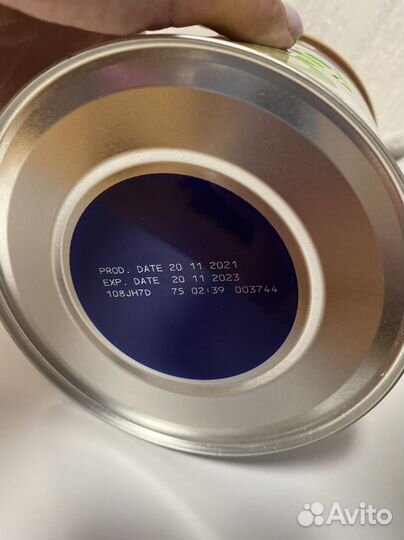 PROD. DATE 20 11 2021
EXP. DATE 20 11 2023
108JH7D 75 02:39 003744
Avito